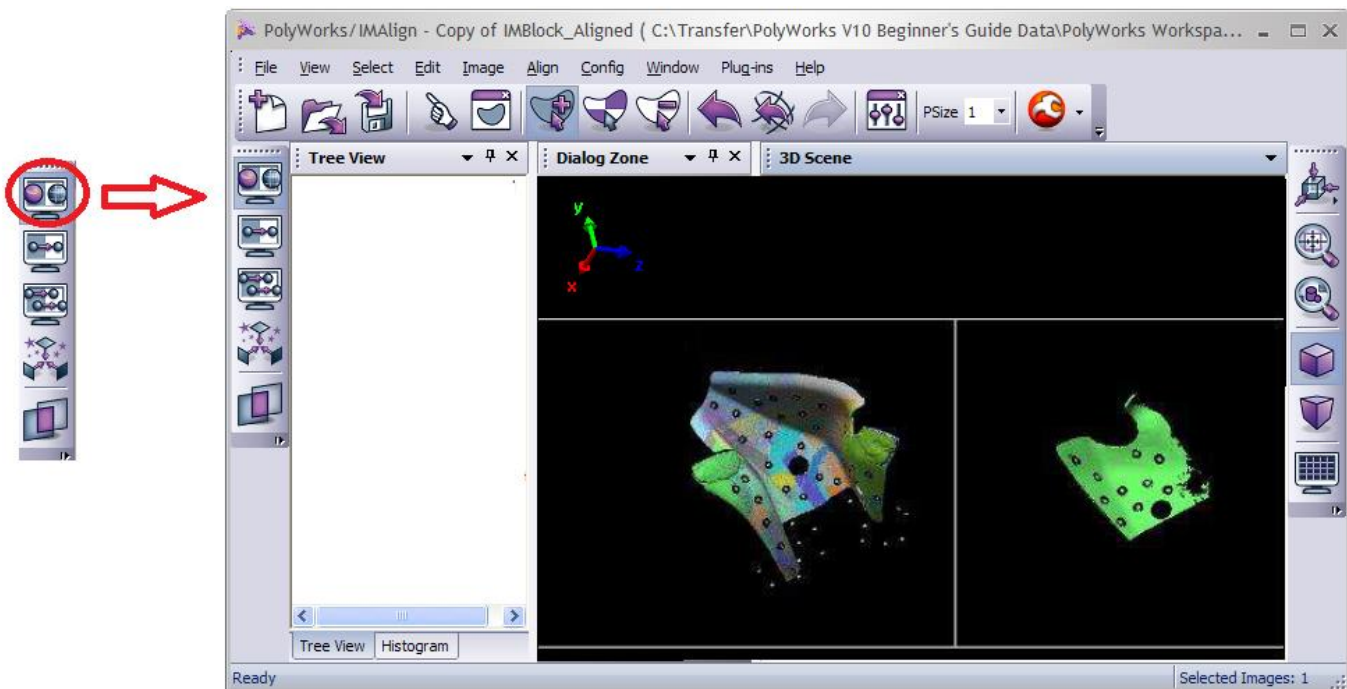 PolyWorks/IMAlign - Copy of IMBlock_Aligned ( C:\Transfer\PolyWorks V10 Beginner's Guide Data\PolyWorks Workspa...
File View Select Edit Image Align Config Window Plug-ins Help
PSize 1
Tree View
Dialog Zone
3D Scene
y
z
x
Tree View Histogram
Ready
Selected Images: 1